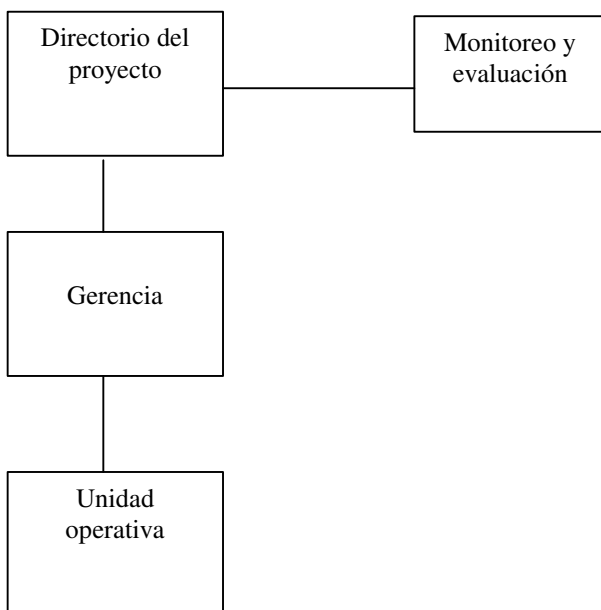 Directorio del
proyecto
Monitoreo y
evaluación
Gerencia
Unidad
operativa